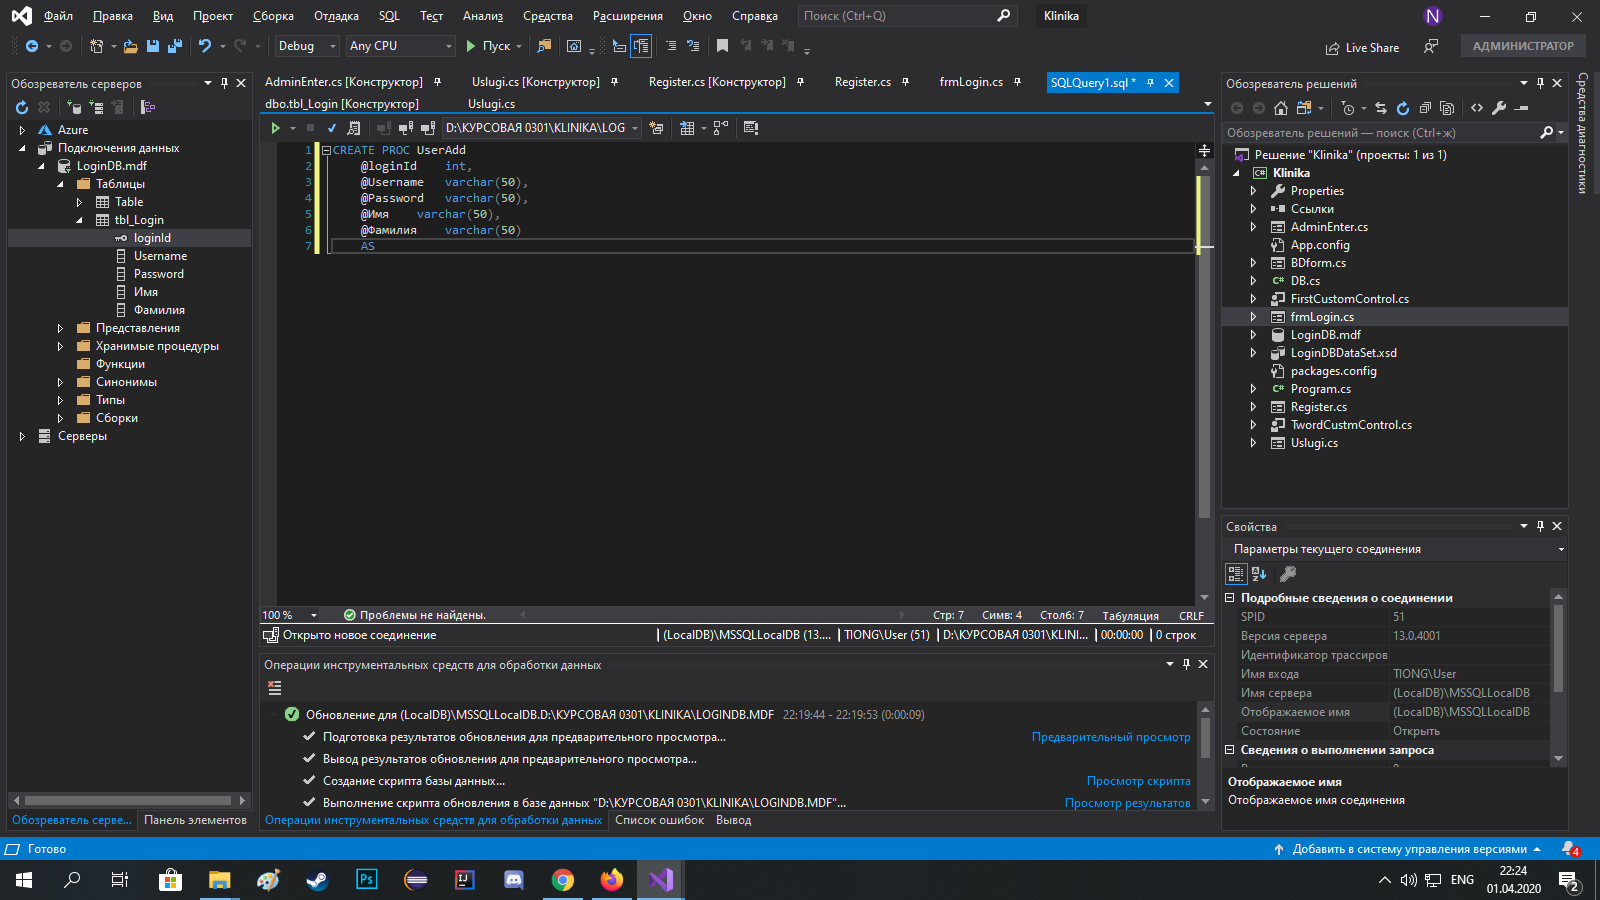 Файл Правка Вид Проект Сборка Отладка SQL Тест Анализ Средства Расширения Окно Справка Поиск (Ctrl+Q) Klinika N
Debug Any CPU Пуск Live Share АДМИНИСТРАТОР
Обозреватель серверов
Azure
Подключения данных
LoginDB.mdf
Таблицы
Table
tbl_Login
loginId
Username
Password
Имя
Фамилия
Представления
Хранимые процедуры
Функции
Синонимы
Типы
Сборки
Серверы
Обозреватель серве... Панель элементов
AdminEnter.cs [Конструктор] Uslugi.cs [Конструктор] Register.cs [Конструктор] Register.cs frmLogin.cs SQLQuery1.sql *
dbo.tbl_Login [Конструктор] Uslugi.cs
D:\КУРСОВАЯ 0301\KLINIKA\LOG
1 CREATE PROC UserAdd
2 @loginId int,
3 @Username varchar(50),
4 @Password varchar(50),
5 @Имя varchar(50),
6 @Фамилия varchar(50)
7 AS
100 % Проблемы не найдены. Стр: 7 Симв: 4 Столб: 7 Табуляция CRLF
Открыто новое соединение (LocalDB)\MSSQLLocalDB (13.... TIONG\User (51) D:\КУРСОВАЯ 0301\KLINI... 00:00:00 0 строк
Операции инструментальных средств для обработки данных
Обновление для (LocalDB)\MSSQLLocalDB.D:\КУРСОВАЯ 0301\KLINIKA\LOGINDB.MDF 22:19:44 - 22:19:53 (0:00:09)
Подготовка результатов обновления для предварительного просмотра... Предварительный просмотр
Вывод результатов обновления для предварительного просмотра...
Создание скрипта базы данных... Просмотр скрипта
Выполнение скрипта обновления в базе данных "D:\КУРСОВАЯ 0301\KLINIKA\LOGINDB.MDF"... Просмотр результатов
Операции инструментальных средств для обработки данных Список ошибок Вывод
Обозреватель решений
Обозреватель решений — поиск (Ctrl+ж)
Решение "Klinika" (проекты: 1 из 1)
Klinika
Properties
Ссылки
AdminEnter.cs
App.config
BDform.cs
DB.cs
FirstCustomControl.cs
frmLogin.cs
LoginDB.mdf
LoginDBDataSet.xsd
packages.config
Program.cs
Register.cs
TwordCustmControl.cs
Uslugi.cs
Средства диагностики
Свойства
Параметры текущего соединения
Подробные сведения о соединении
SPID 51
Версия сервера 13.0.4001
Идентификатор трассиров
Имя входа TIONG\User
Имя сервера (LocalDB)\MSSQLLocalDB
Отображаемое имя (LocalDB)\MSSQLLocalDB
Состояние Открыть
Сведения о выполнении запроса
Отображаемое имя
Отображаемое имя соединения
Готово Добавить в систему управления версиями 4
Ps IJ ENG 22:24
01.04.2020 2